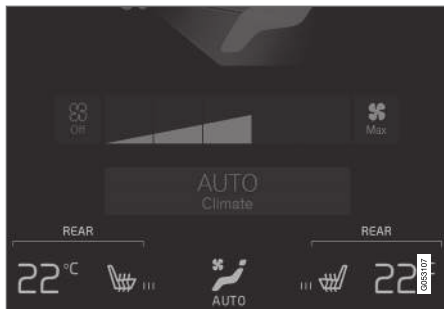 Off
Max
AUTO
Climate
REAR REAR
22°C 22°
AUTO
G053107